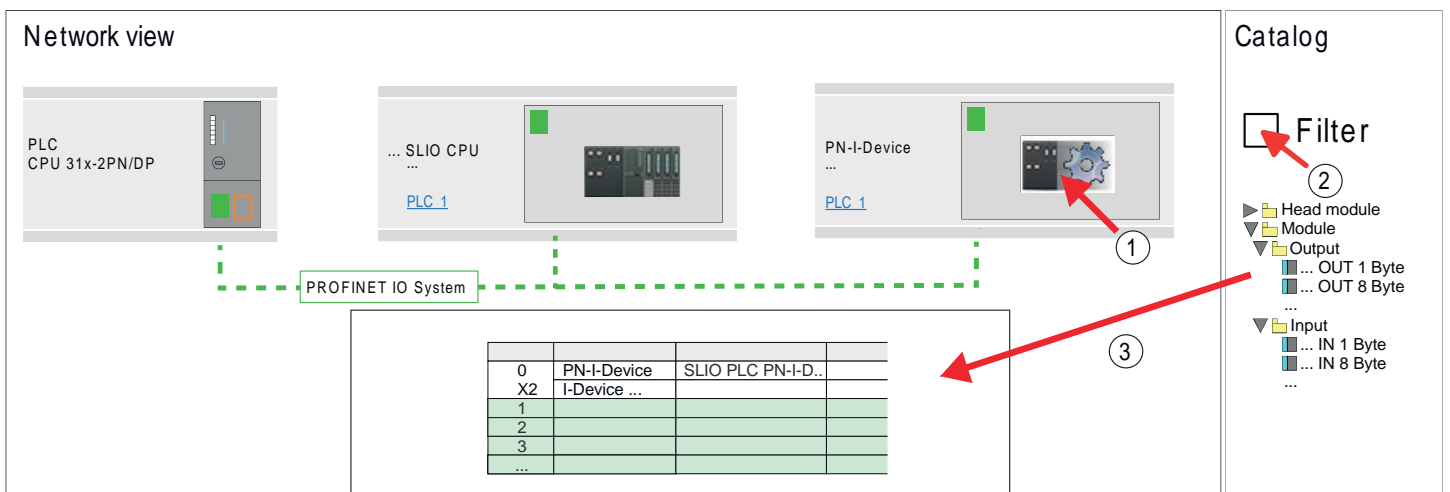 Network view
PLC
CPU 31x-2PN/DP
... SLIO CPU
...
PLC_1
PN-I-Device
...
PLC_1
1
PROFINET IO System
0 PN-I-Device SLIO PLC PN-I-D..
X2 I-Device ...
1
2
3
...
3
Catalog
Filter
2
Head module
Module
Output
... OUT 1 Byte
... OUT 8 Byte
...
Input
... IN 1 Byte
... IN 8 Byte
...